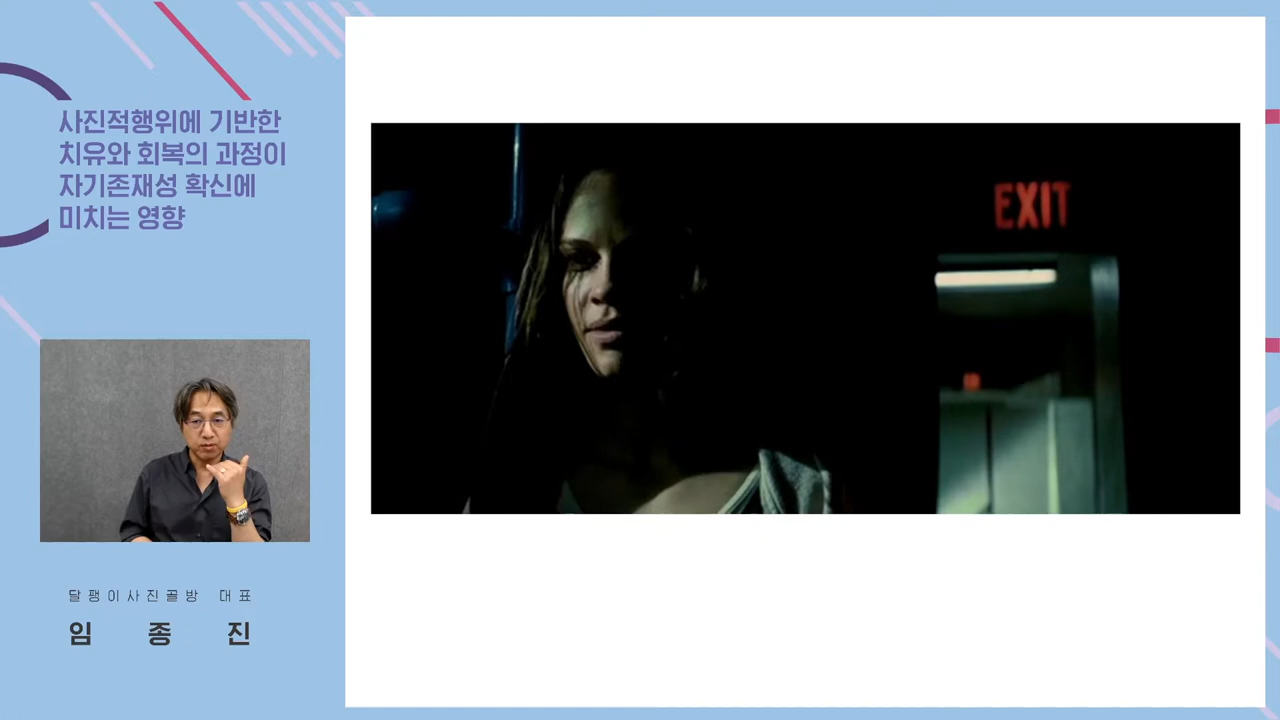 사진적행위에 기반한
치유와 회복의 과정이
자기존재성 확신에
미치는 영향
EXIT
달팽이사진골방 대표
임종진